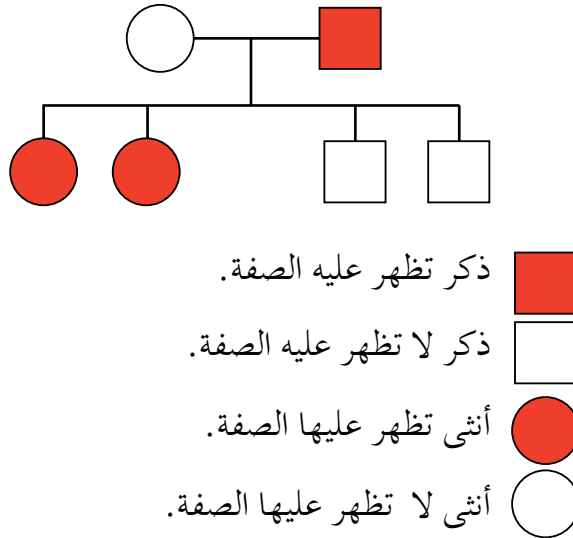 ذكر تظهر عليه الصفة.
ذكر لا تظهر عليه الصفة.
أنثى تظهر عليها الصفة.
أنثى لا تظهر عليها الصفة.